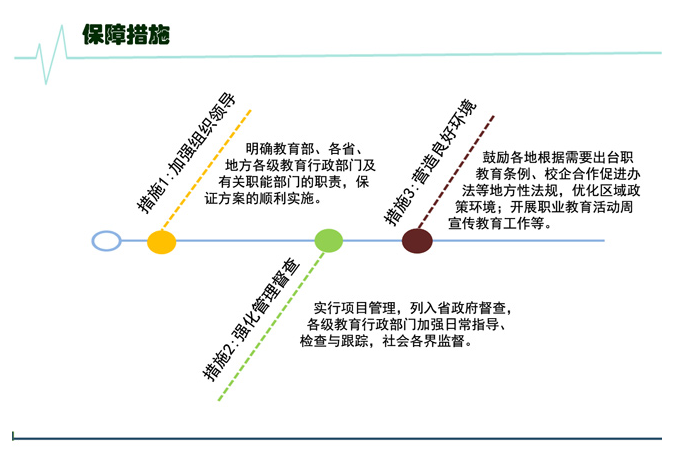 保障措施
措施1:加强组织领导
明确教育部、各省、
地方各级教育行政部门及
有关职能部门的职责，保
证方案的顺利实施。
措施2:强化管理督查
实行项目管理，列入省政府督查，
各级教育行政部门加强日常指导、
检查与跟踪，社会各界监督。
措施3:营造良好环境
鼓励各地根据需要出台职
教育条例、校企合作促进办
法等地方性法规，优化区域政
策环境；开展职业教育活动周
宣传教育工作等。